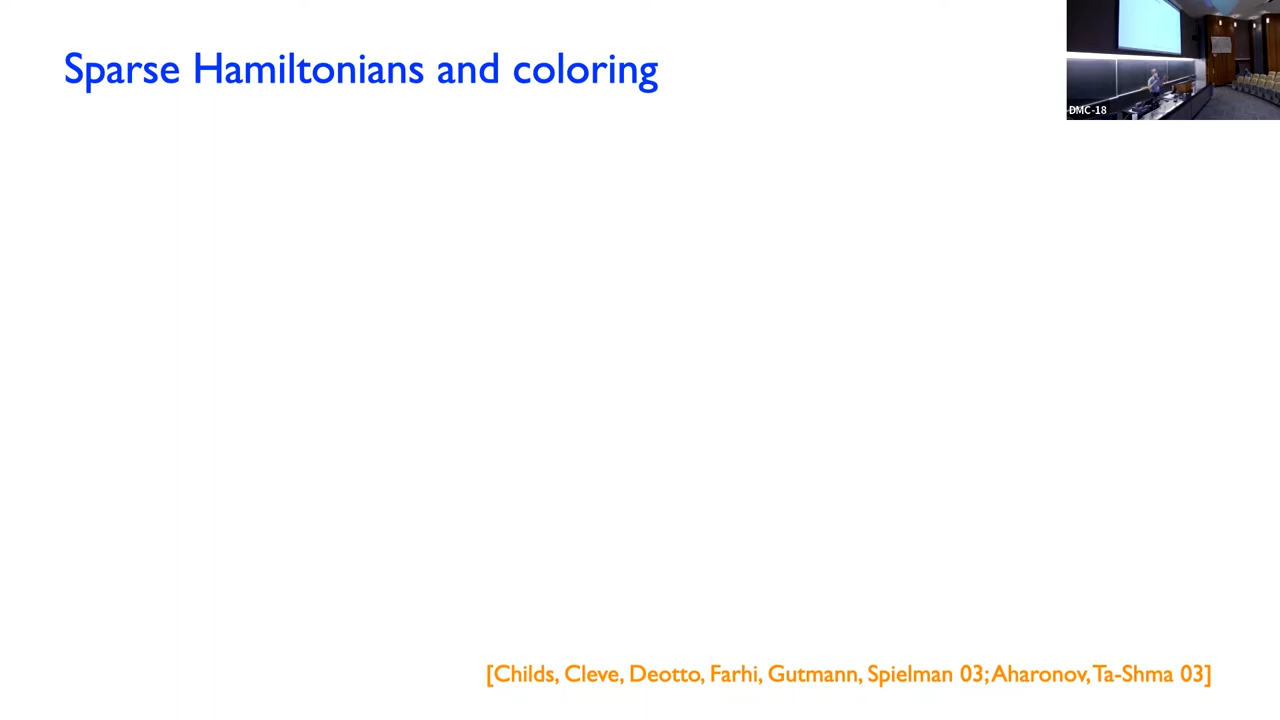 Sparse Hamiltonians and coloring
DMC-18
[Childs, Cleve, Deotto, Farhi, Gutmann, Spielman 03; Aharonov, Ta-Shma 03]